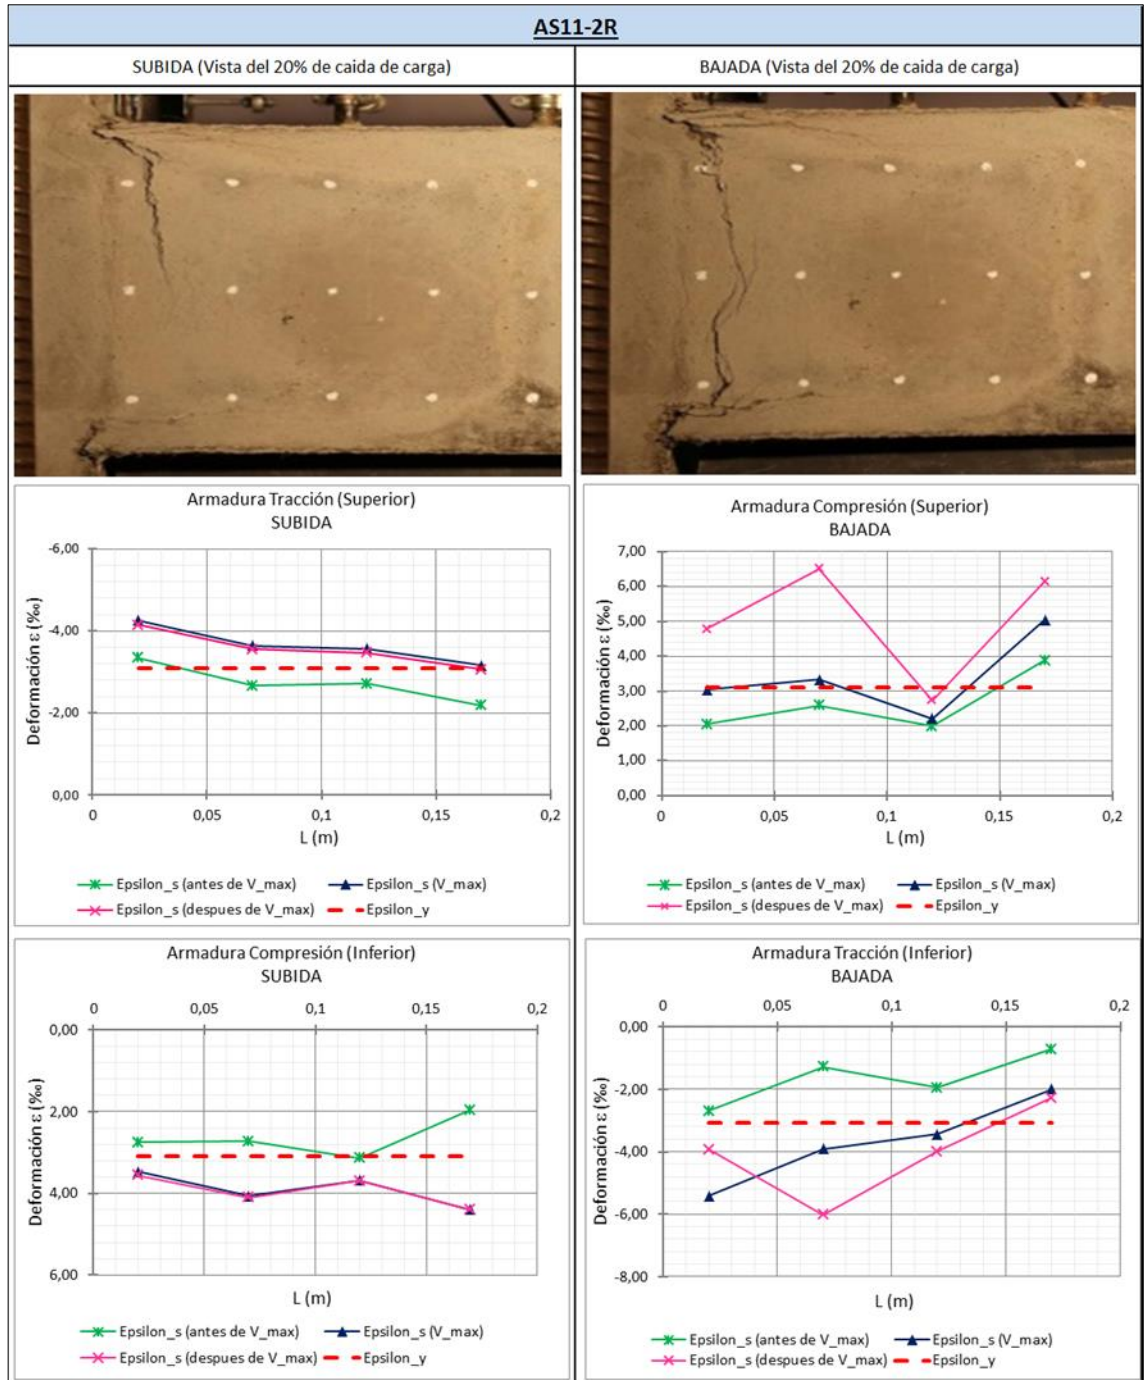 AS11-2R
SUBIDA (Vista del 20% de caida de carga)
BAJADA (Vista del 20% de caida de carga)
Armadura Tracción (Superior)
SUBIDA
-6,00
-4,00
-2,00
0,00
Deformación ε (‰)
0
0,05
0,1
0,15
0,2
L (m)
Epsilon_s (antes de V_max)
Epsilon_s (V_max)
Epsilon_s (despues de V_max)
Epsilon_y
Armadura Compresión (Superior)
BAJADA
7,00
6,00
5,00
4,00
3,00
2,00
1,00
0,00
Deformación ε (‰)
0
0,05
0,1
0,15
0,2
L (m)
Epsilon_s (antes de V_max)
Epsilon_s (V_max)
Epsilon_s (despues de V_max)
Epsilon_y
Armadura Compresión (Inferior)
SUBIDA
0
0,05
0,1
0,15
0,2
0,00
2,00
4,00
6,00
Deformación ε (‰)
L (m)
Epsilon_s (antes de V_max)
Epsilon_s (V_max)
Epsilon_s (despues de V_max)
Epsilon_y
Armadura Tracción (Inferior)
BAJADA
0
0,05
0,1
0,15
0,2
0,00
-2,00
-4,00
-6,00
-8,00
Deformación ε (‰)
L (m)
Epsilon_s (antes de V_max)
Epsilon_s (V_max)
Epsilon_s (despues de V_max)
Epsilon_y